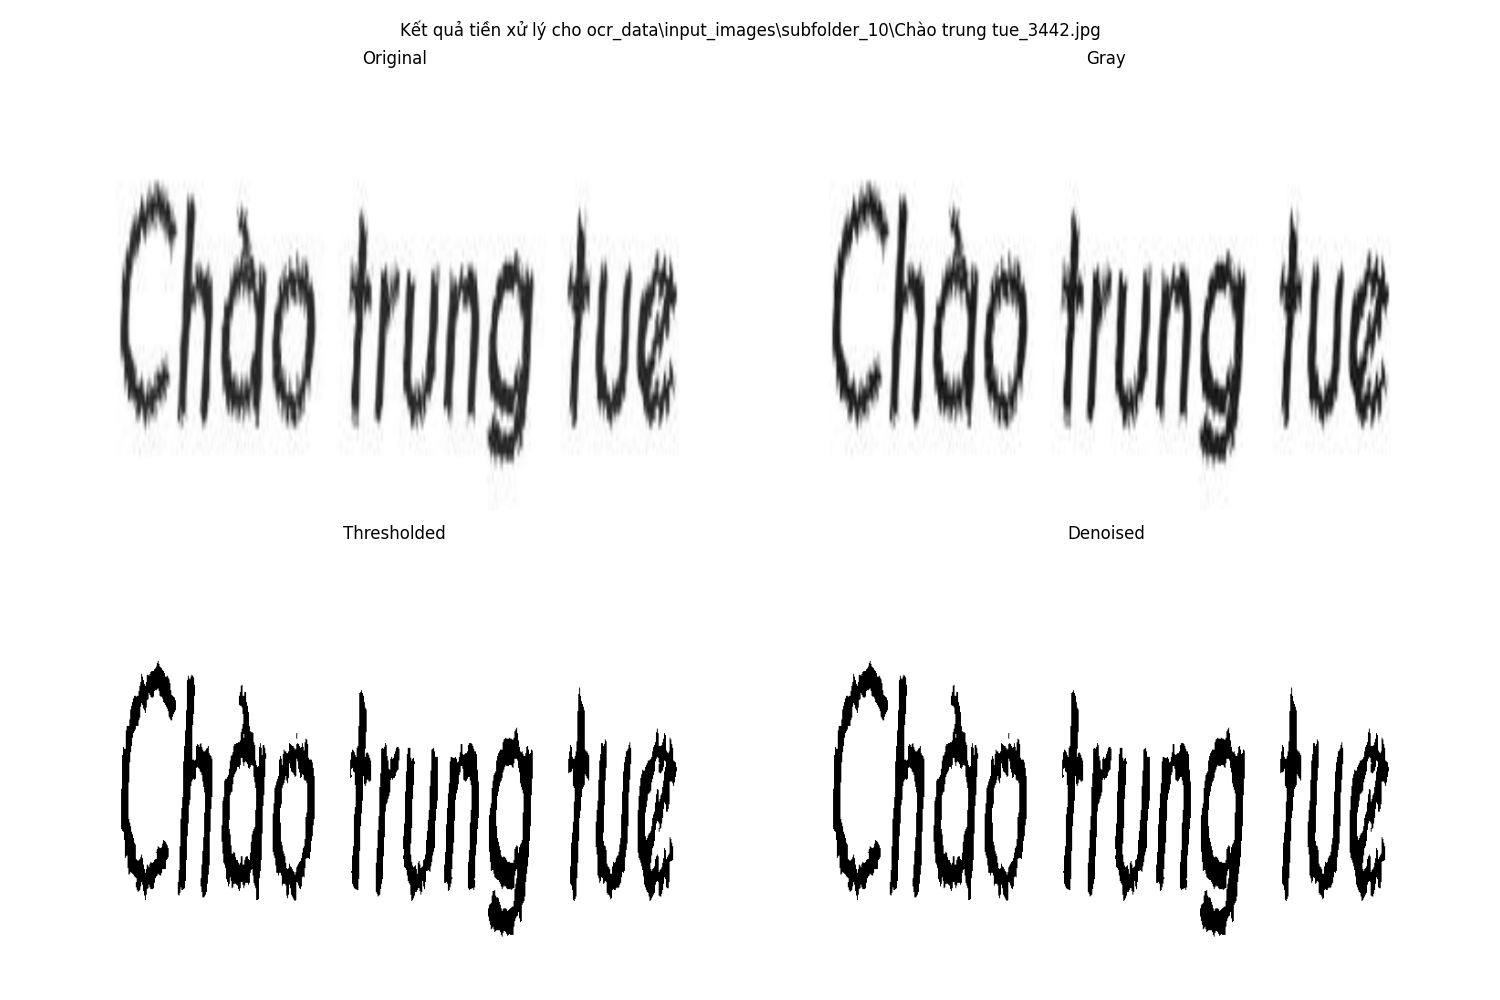 Kết quả tiền xử lý cho ocr_data\input_images\subfolder_10\Chào trung tue_3442.jpg
Original
Gray
Chào trung tue
Chào trung tue
Thresholded
Denoised
Chào trung tue
Chào trung tue